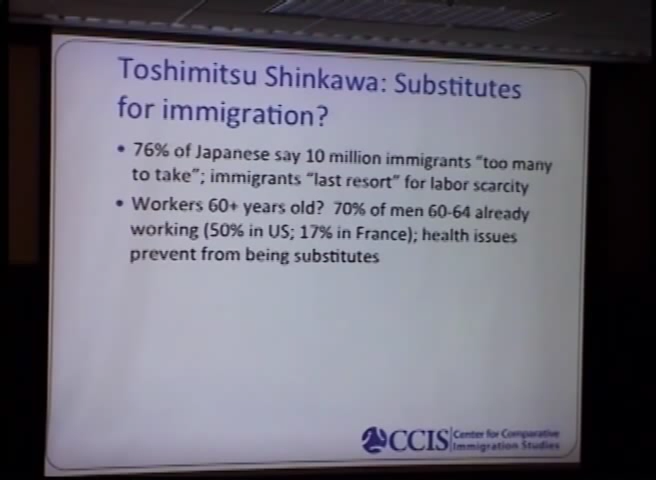 Toshimitsu Shinkawa: Substitutes
for immigration?
• 76% of Japanese say 10 million immigrants "too many
to take"; immigrants "last resort" for labor scarcity
• Workers 60+ years old? 70% of men 60-64 already
working (50% in US; 17% in France); health issues
prevent from being substitutes
CCIS Center for Comparative
Immigration Studies